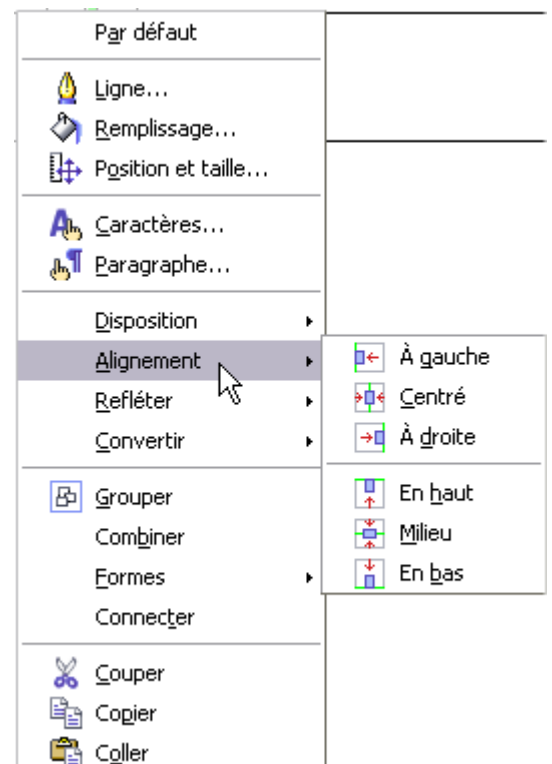 Par défaut
Ligne...
Remplissage...
Position et taille...
Caractères...
Paragraphe...
Disposition
Alignement
Refléter
Convertir
Grouper
Combiner
Formes
Connecter
Couper
Copier
Coller
À gauche
Centré
À droite
En haut
Milieu
En bas